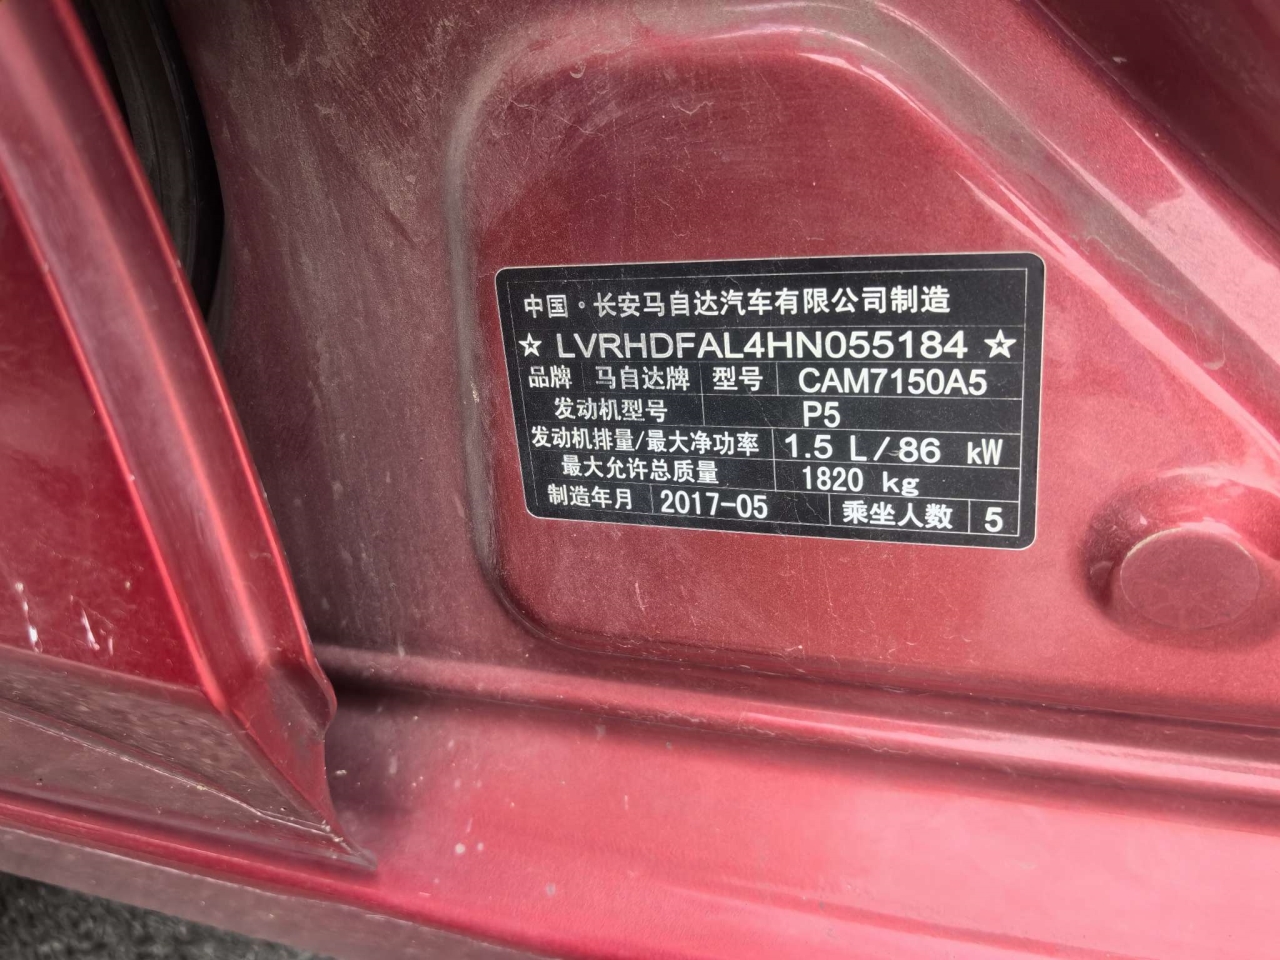 中国·长安马自达汽车有限公司制造
☆ LVRHDFAL4HN055184 ☆
品牌 马自达牌 型号 CAM7150A5
发动机型号 P5
发动机排量/最大净功率 1.5 L/86 kW
最大允许总质量 1820 kg
制造年月 2017-05 乘坐人数 5